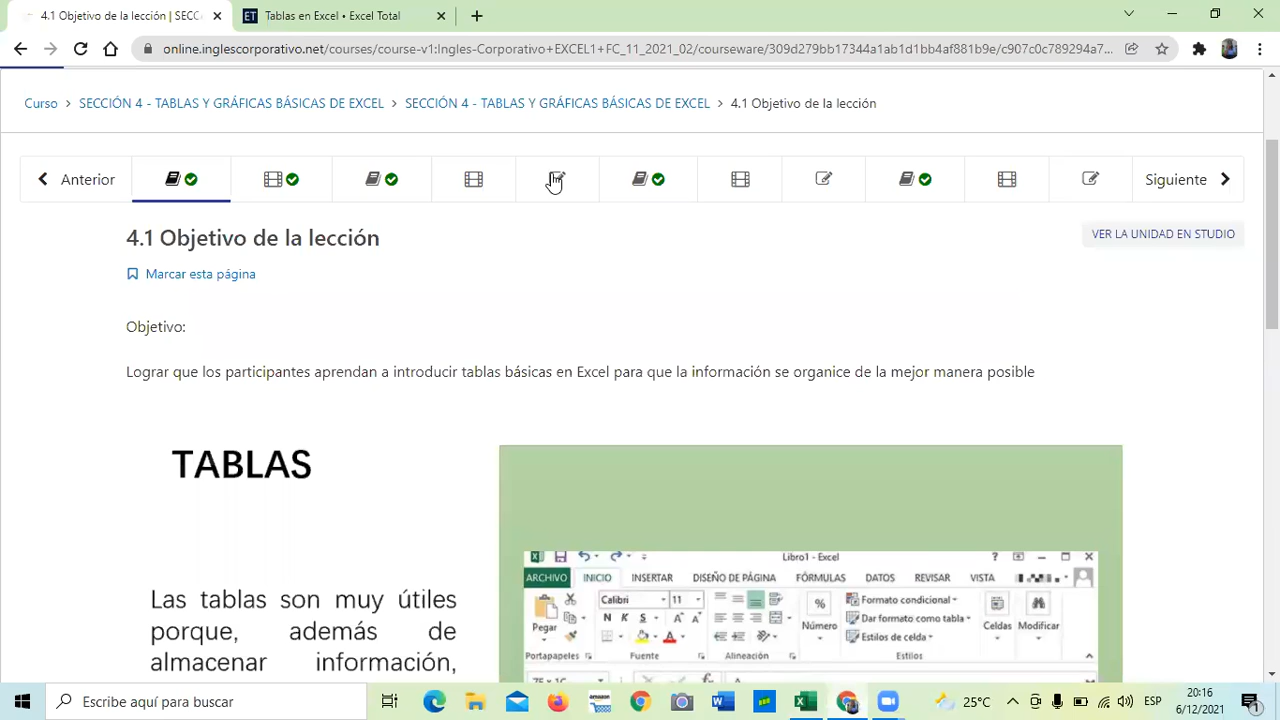 4.1 Objetivo de la lección | SECC
Tablas en Excel • Excel Total
online.inglescorporativo.net/courses/course-v1:Ingles-Corporativo+EXCEL1+FC_11_2021_02/courseware/309d279bb17344a1ab1d1bb4af881b9e/c907c0c789294a7...
Curso > SECCIÓN 4 - TABLAS Y GRÁFICAS BÁSICAS DE EXCEL > SECCIÓN 4 - TABLAS Y GRÁFICAS BÁSICAS DE EXCEL > 4.1 Objetivo de la lección
Anterior
Siguiente
4.1 Objetivo de la lección
VER LA UNIDAD EN STUDIO
Marcar esta página
Objetivo:
Lograr que los participantes aprendan a introducir tablas básicas en Excel para que la información se organice de la mejor manera posible
TABLAS
Las tablas son muy útiles
porque, además de
almacenar información,
Libro1 - Excel
ARCHIVO INICIO INSERTAR DISEÑO DE PÁGINA FÓRMULAS DATOS REVISAR VISTA
Calibri 11
Pegar
N K S
Número
Formato condicional
Dar formato como tabla
Estilos de celda
Celdas
Modificar
Portapapeles Fuente Alineación Estilos
Escribe aquí para buscar
25°C
ESP
20:16
6/12/2021